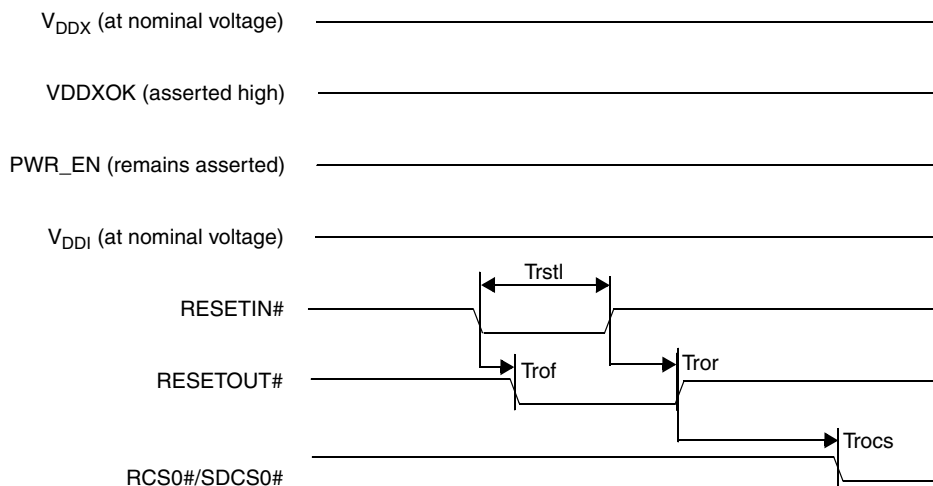 VDDX (at nominal voltage)
VDDXOK (asserted high)
PWR_EN (remains asserted)
VDDI (at nominal voltage)
Trstl
RESETIN#
Trof
Tror
RESETOUT#
Trocs
RCS0#/SDCS0#